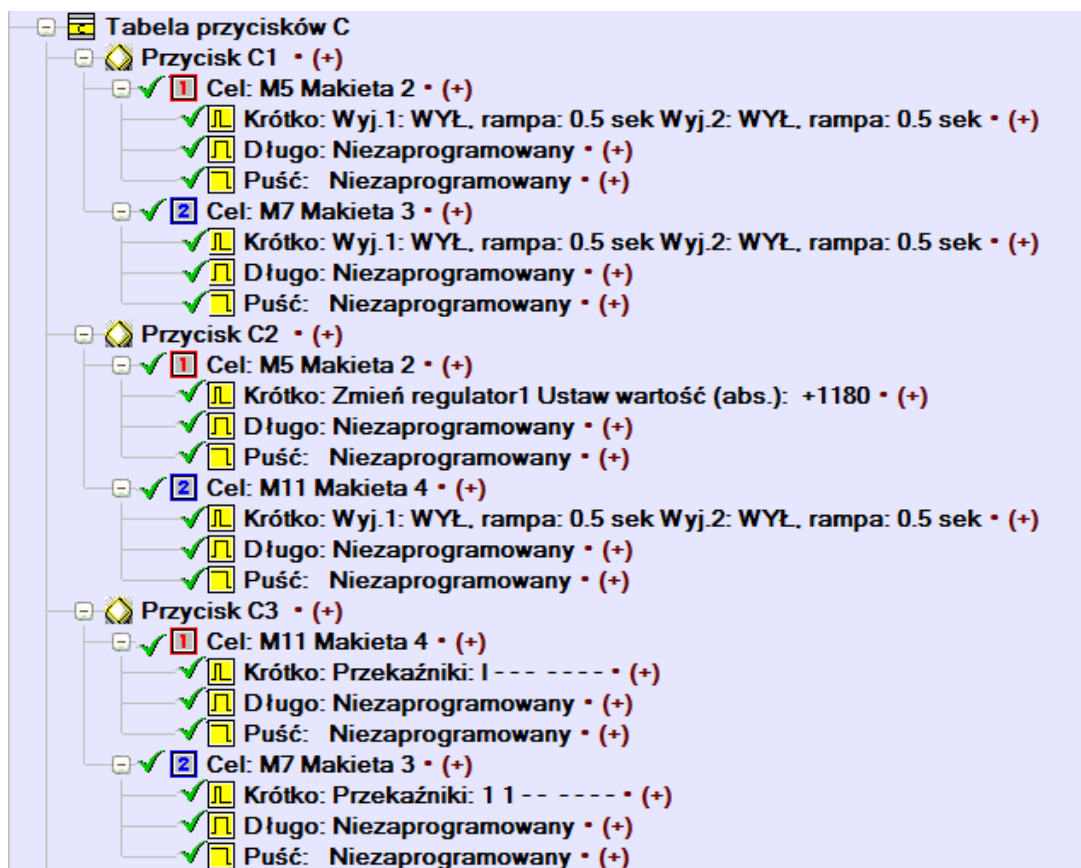 C Tabela przycisków C
Przycisk C1 • (+)
1 Cel: M5 Makieta 2 • (+)
Krótko: Wyj.1: WYŁ, rampa: 0.5 sek Wyj.2: WYŁ, rampa: 0.5 sek • (+)
Długo: Niezaprogramowany • (+)
Puść: Niezaprogramowany • (+)
2 Cel: M7 Makieta 3 • (+)
Krótko: Wyj.1: WYŁ, rampa: 0.5 sek Wyj.2: WYŁ, rampa: 0.5 sek • (+)
Długo: Niezaprogramowany • (+)
Puść: Niezaprogramowany • (+)
Przycisk C2 • (+)
1 Cel: M5 Makieta 2 • (+)
Krótko: Zmień regulator1 Ustaw wartość (abs.): +1180 • (+)
Długo: Niezaprogramowany • (+)
Puść: Niezaprogramowany • (+)
2 Cel: M11 Makieta 4 • (+)
Krótko: Wyj.1: WYŁ, rampa: 0.5 sek Wyj.2: WYŁ, rampa: 0.5 sek • (+)
Długo: Niezaprogramowany • (+)
Puść: Niezaprogramowany • (+)
Przycisk C3 • (+)
1 Cel: M11 Makieta 4 • (+)
Krótko: Przekaźniki: I - - - - - - - • (+)
Długo: Niezaprogramowany • (+)
Puść: Niezaprogramowany • (+)
2 Cel: M7 Makieta 3 • (+)
Krótko: Przekaźniki: 1 1 - - - - - - • (+)
Długo: Niezaprogramowany • (+)
Puść: Niezaprogramowany • (+)